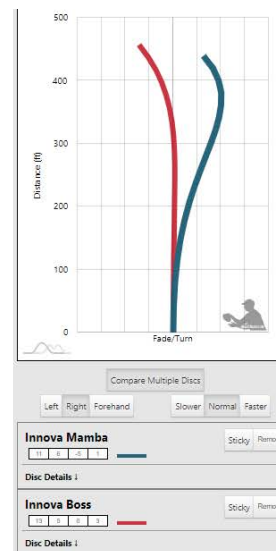 500
400
300
200
100
0
Distance (ft)
Fade/Turn
Compare Multiple Discs
Left Right Forehand Slower Normal Faster
Innova Mamba Sticky
11 6 -5 1
Disc Details ↓
Innova Boss Sticky
13 5 0 3
Disc Details ↓